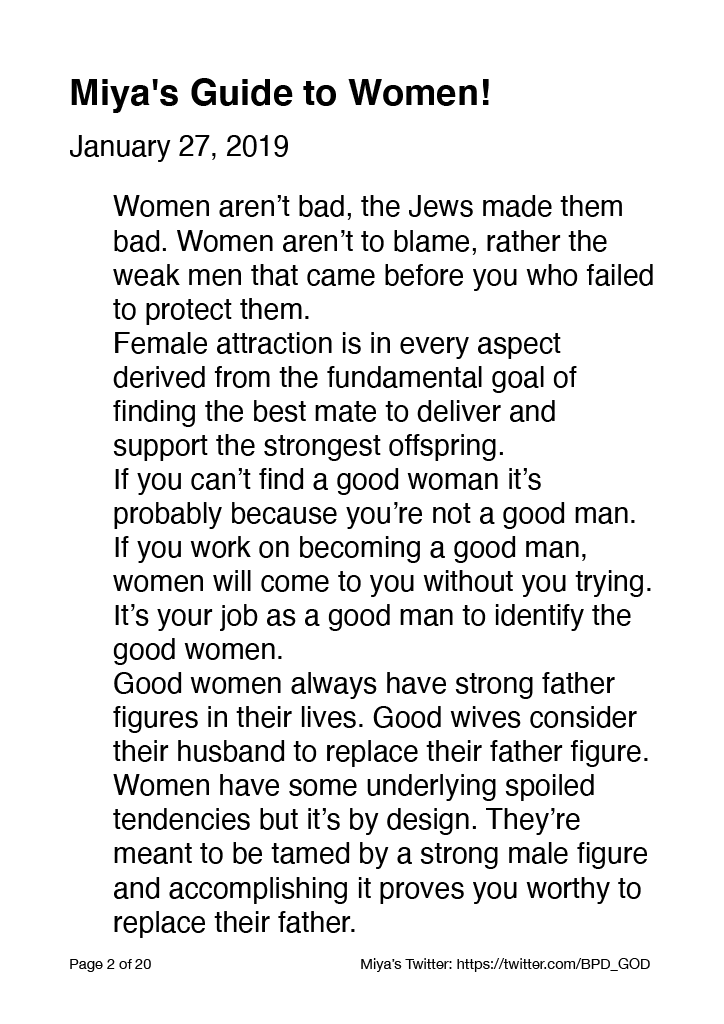 Miya's Guide to Women!
January 27, 2019
Women aren’t bad, the Jews made them
bad. Women aren’t to blame, rather the
weak men that came before you who failed
to protect them.
Female attraction is in every aspect
derived from the fundamental goal of
finding the best mate to deliver and
support the strongest offspring.
If you can’t find a good woman it’s
probably because you’re not a good man.
If you work on becoming a good man,
women will come to you without you trying.
It’s your job as a good man to identify the
good women.
Good women always have strong father
figures in their lives. Good wives consider
their husband to replace their father figure.
Women have some underlying spoiled
tendencies but it’s by design. They’re
meant to be tamed by a strong male figure
and accomplishing it proves you worthy to
replace their father.
Page 2 of 20 Miya’s Twitter: https://twitter.com/BPD_GOD